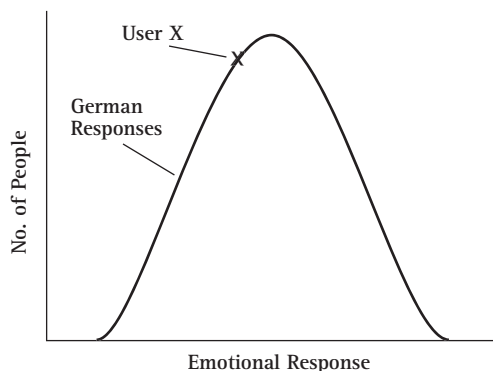 User X
X
German
Responses
No. of People
Emotional Response